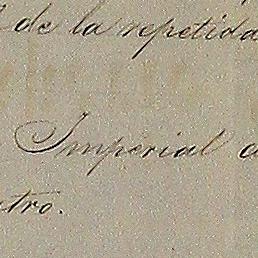 de la repetida
Imperial
tro.